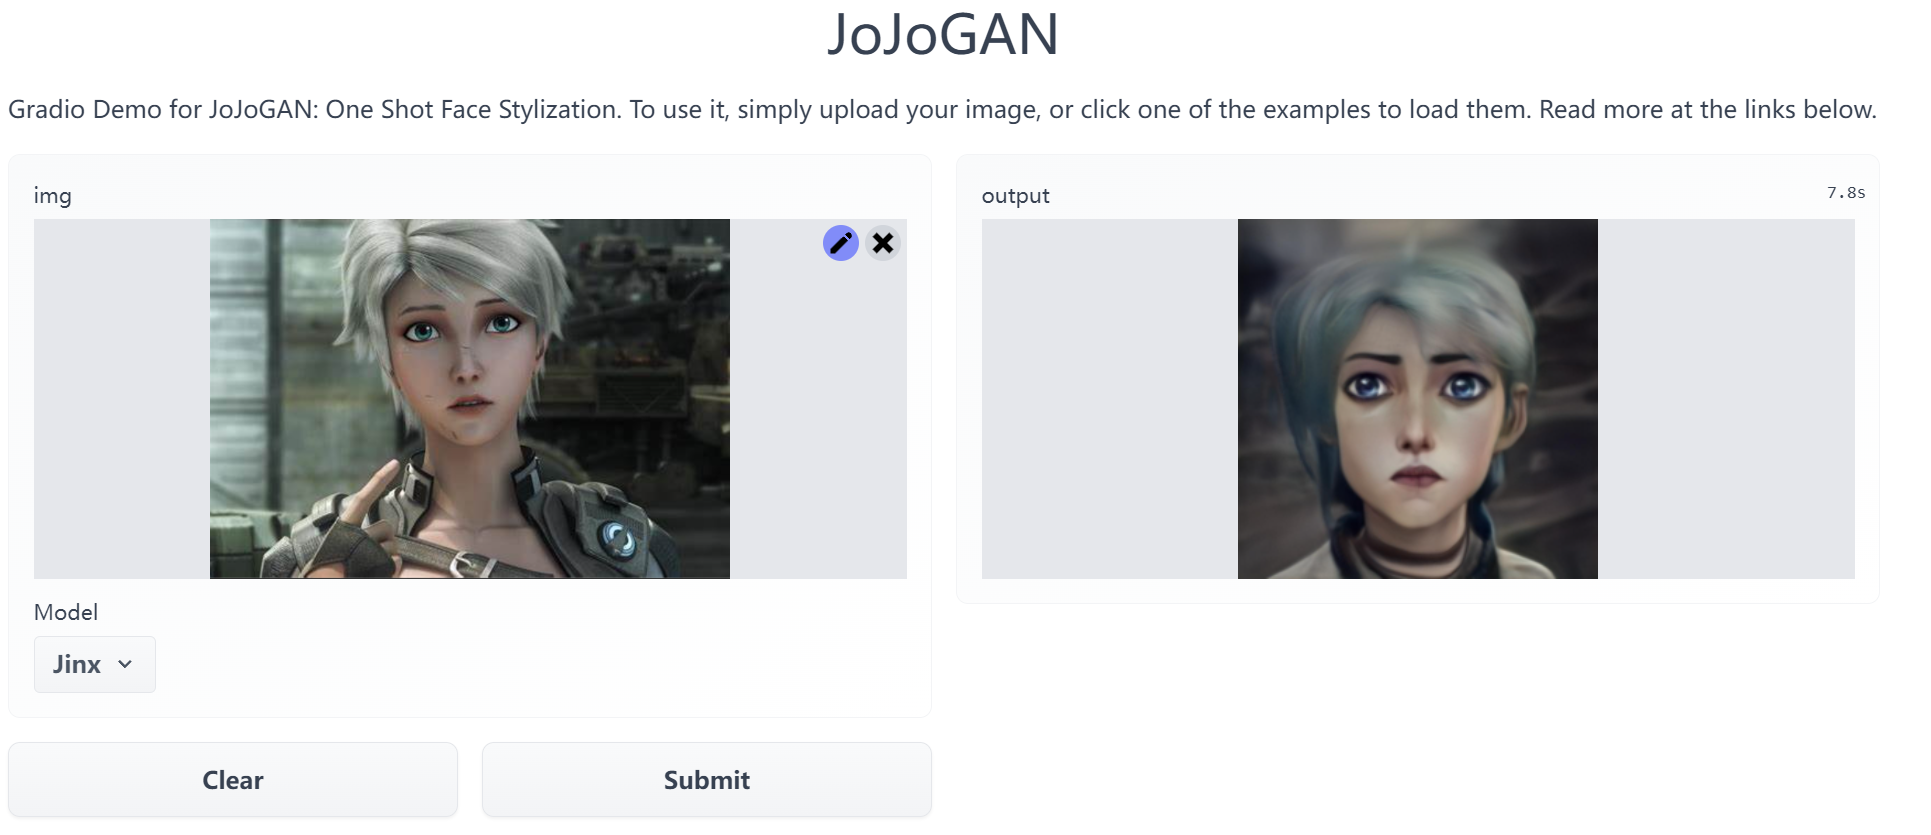 JoJoGAN
Gradio Demo for JoJoGAN: One Shot Face Stylization. To use it, simply upload your image, or click one of the examples to load them. Read more at the links below.
img
output
7.8s
Model
Jinx
Clear
Submit